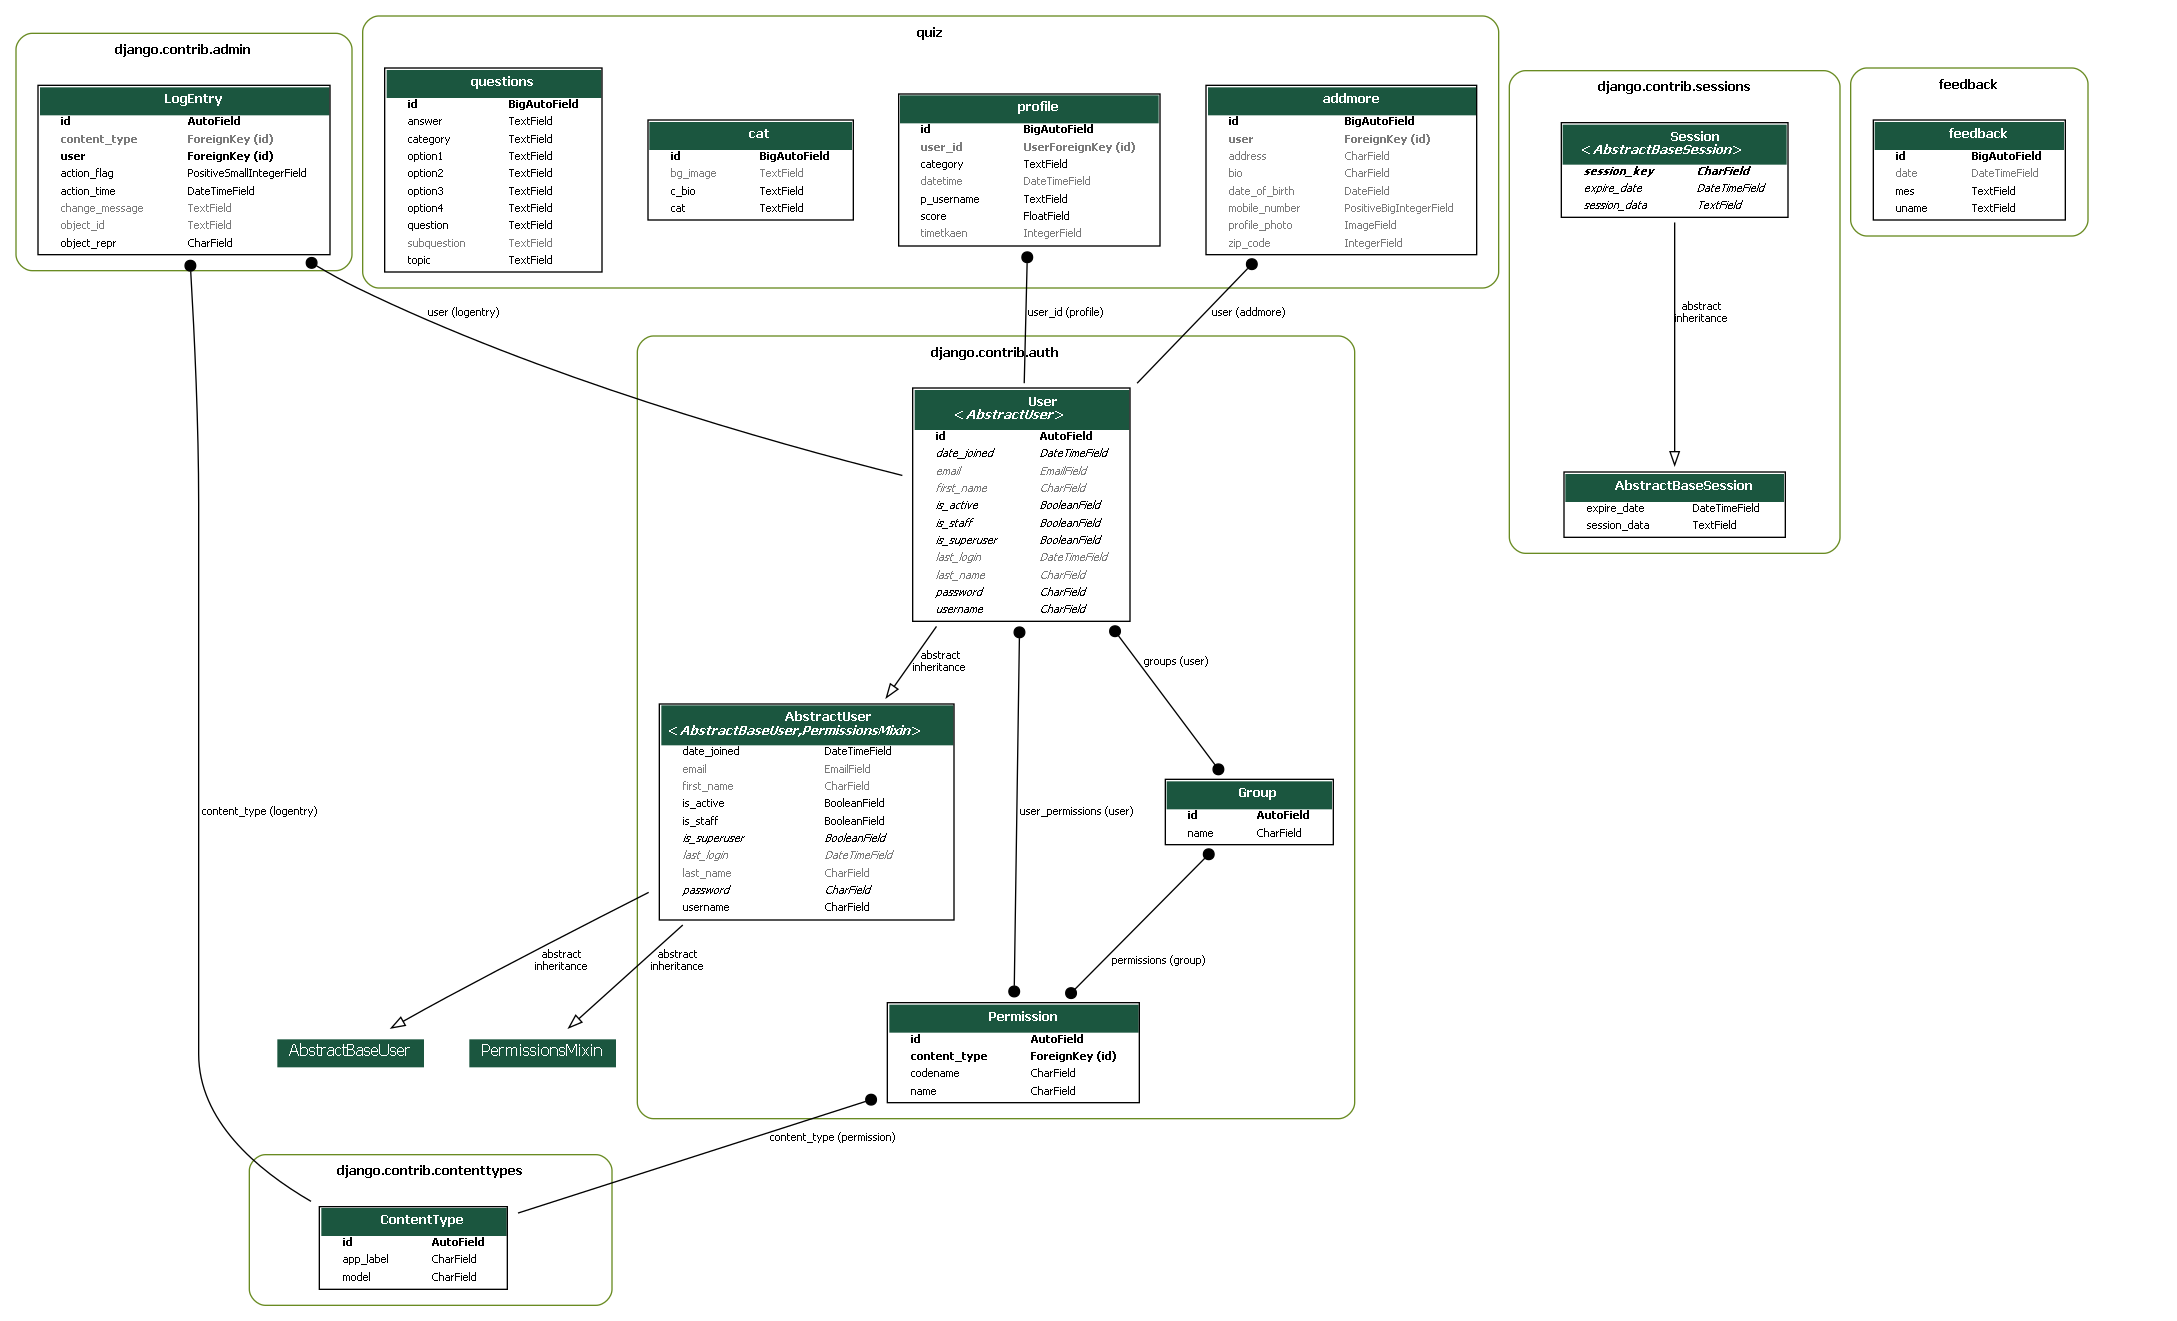 django.contrib.admin
LogEntry
id AutoField
content_type ForeignKey (id)
user ForeignKey (id)
action_flag PositiveSmallIntegerField
action_time DateTimeField
change_message TextField
object_id TextField
object_repr CharField
quiz
questions
id BigAutoField
answer TextField
category TextField
option1 TextField
option2 TextField
option3 TextField
option4 TextField
question TextField
subquestion TextField
topic TextField
cat
id BigAutoField
bg_image TextField
c_bio TextField
cat TextField
profile
id BigAutoField
user_id UserForeignKey (id)
category TextField
datetime DateTimeField
p_username TextField
score FloatField
timetkaen IntegerField
addmore
id BigAutoField
user ForeignKey (id)
address CharField
bio CharField
date_of_birth DateField
mobile_number PositiveBigIntegerField
profile_photo ImageField
zip_code IntegerField
django.contrib.sessions
Session
<AbstractBaseSession>
session_key CharField
expire_date DateTimeField
session_data TextField
abstract
inheritance
AbstractBaseSession
expire_date DateTimeField
session_data TextField
feedback
feedback
id BigAutoField
date DateTimeField
mes TextField
uname TextField
user (logentry)
user_id (profile)
user (addmore)
django.contrib.auth
User
<AbstractUser>
id AutoField
date_joined DateTimeField
email EmailField
first_name CharField
is_active BooleanField
is_staff BooleanField
is_superuser BooleanField
last_login DateTimeField
last_name CharField
password CharField
username CharField
abstract
inheritance
groups (user)
AbstractUser
<AbstractBaseUser,PermissionsMixin>
date_joined DateTimeField
email EmailField
first_name CharField
is_active BooleanField
is_staff BooleanField
is_superuser BooleanField
last_login DateTimeField
last_name CharField
password CharField
username CharField
user_permissions (user)
Group
id AutoField
name CharField
content_type (logentry)
abstract
inheritance
abstract
inheritance
permissions (group)
AbstractBaseUser
PermissionsMixin
Permission
id AutoField
content_type ForeignKey (id)
codename CharField
name CharField
content_type (permission)
django.contrib.contenttypes
ContentType
id AutoField
app_label CharField
model CharField